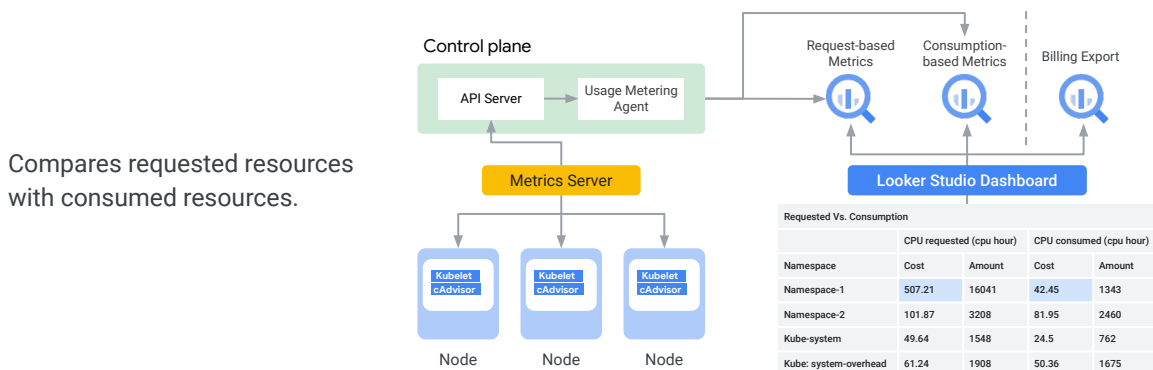 Compares requested resources
with consumed resources.
Control plane
API Server
Usage Metering
Agent
Metrics Server
Kubelet
cAdvisor
Kubelet
cAdvisor
Kubelet
cAdvisor
Node
Node
Node
Request-based
Metrics
Consumption-
based Metrics
Billing Export
Looker Studio Dashboard
Requested Vs. Consumption
CPU requested (cpu hour) CPU consumed (cpu hour)
Namespace Cost Amount Cost Amount
Namespace-1 507.21 16041 42.45 1343
Namespace-2 101.87 3208 81.95 2460
Kube-system 49.64 1548 24.5 762
Kube: system-overhead 61.24 1908 50.36 1675